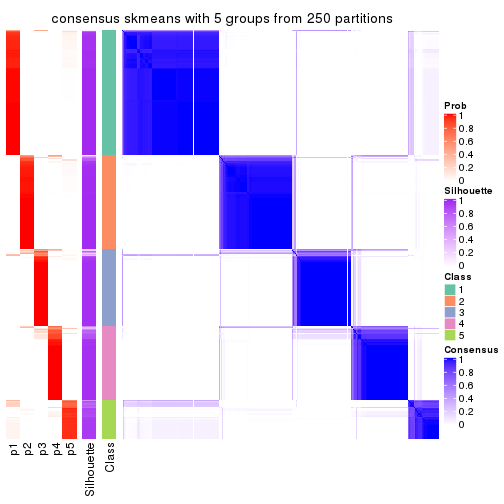 consensus skmeans with 5 groups from 250 partitions
Prob
1
0.8
0.6
0.4
0.2
0
Silhouette
1
0.8
0.6
0.4
0.2
0
Class
1
2
3
4
5
Consensus
1
0.8
0.6
0.4
0.2
0
p1
p2
p3
p4
p5
Silhouette
Class